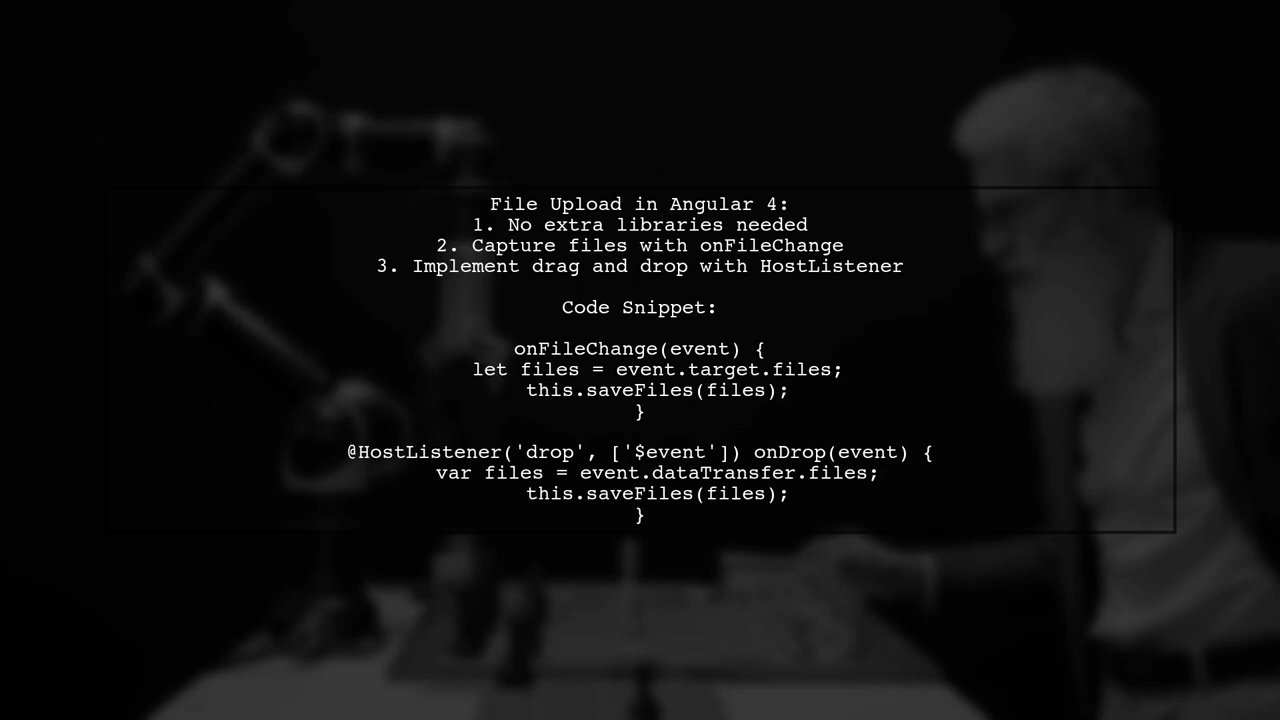 File Upload in Angular 4:
1. No extra libraries needed
2. Capture files with onFileChange
3. Implement drag and drop with HostListener
Code Snippet:
onFileChange(event) {
let files = event.target.files;
this.saveFiles(files);
}
@HostListener('drop', ['$event']) onDrop(event) {
var files = event.dataTransfer.files;
this.saveFiles(files);
}